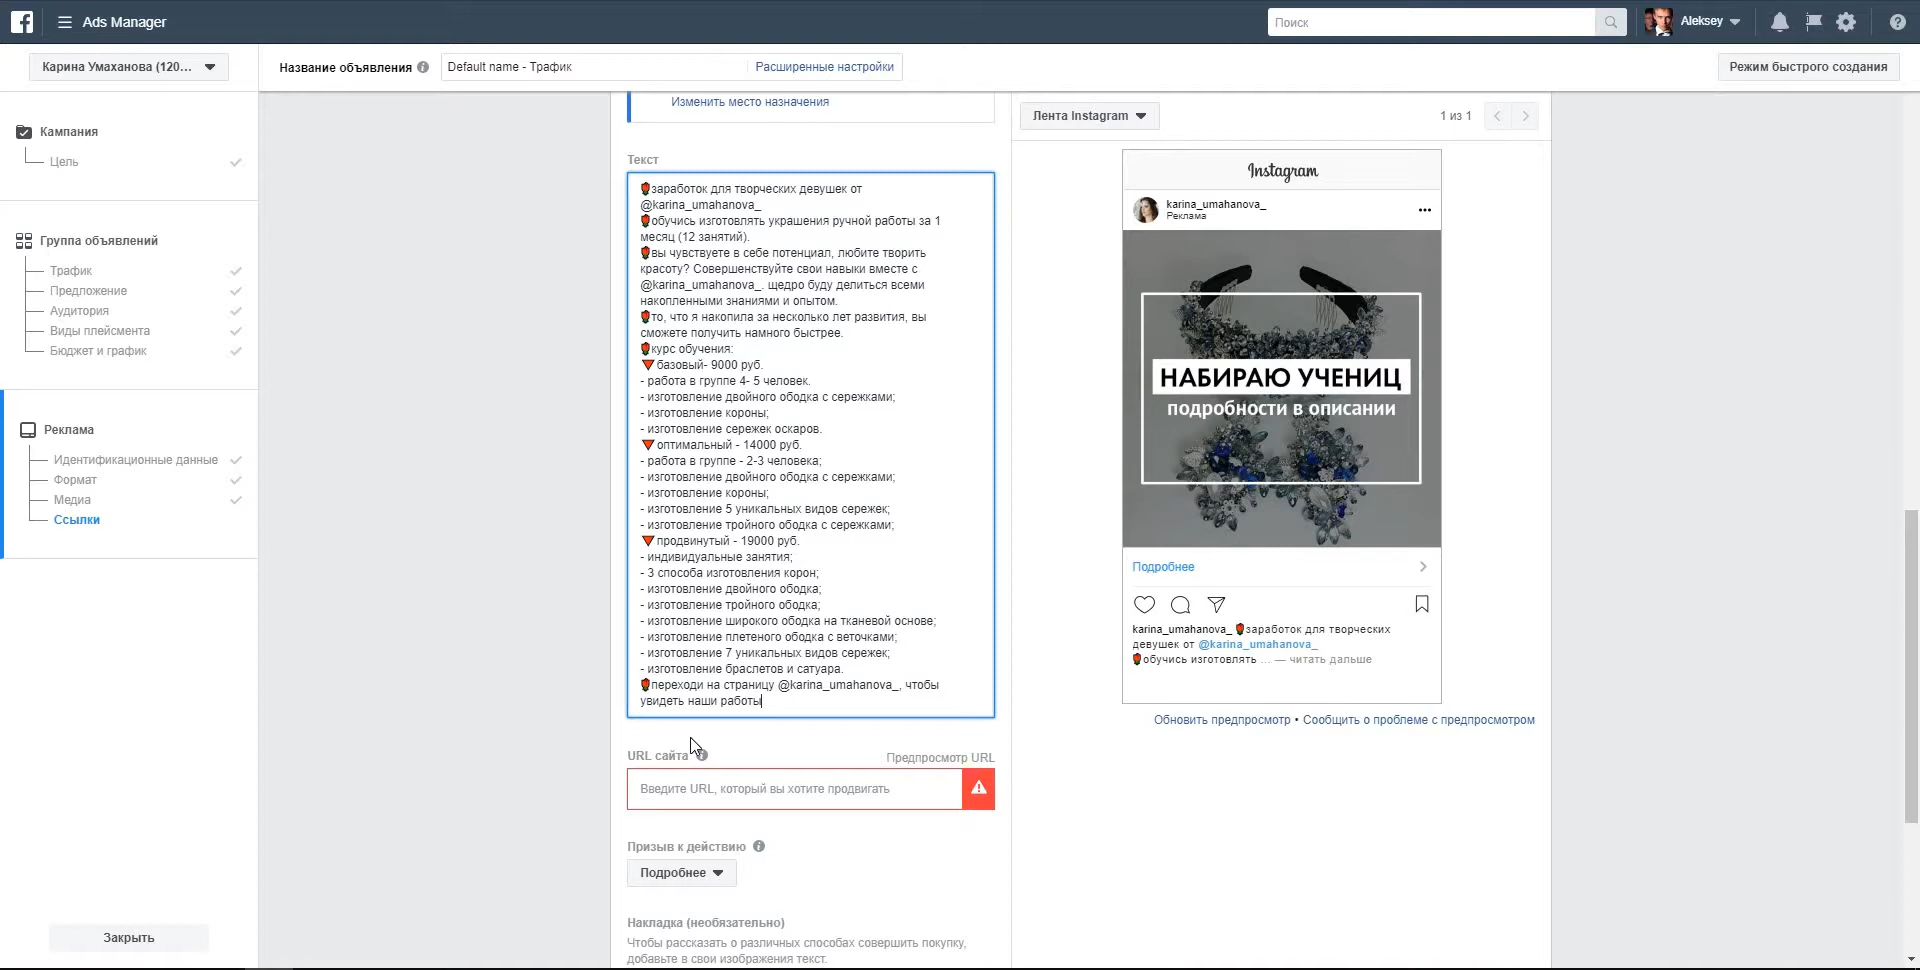 Ads Manager
Поиск
Aleksey
Карина Умаханова (120...
Название объявления
Default name - Трафик
Расширенные настройки
Режим быстрого создания
Кампания
Цель
Группа объявлений
Трафик
Предложение
Аудитория
Виды плейсмента
Бюджет и график
Реклама
Идентификационные данные
Формат
Медиа
Ссылки
Закрыть
Изменить место назначения
Текст
🌹заработок для творческих девушек от
@karina_umahanova_
🌹обучись изготовлять украшения ручной работы за 1
месяц (12 занятий).
🌹вы чувствуете в себе потенциал, любите творить
красоту? Совершенствуйте свои навыки вместе с
@karina_umahanova_. щедро буду делиться всеми
накопленными знаниями и опытом.
🌹то, что я накопила за несколько лет развития, вы
сможете получить намного быстрее.
🌹курс обучения:
🔻базовый- 9000 руб.
- работа в группе 4- 5 человек.
- изготовление двойного ободка с сережками;
- изготовление короны;
- изготовление сережек оскаров.
🔻оптимальный - 14000 руб.
- работа в группе - 2-3 человека;
- изготовление двойного ободка с сережками;
- изготовление короны;
- изготовление 5 уникальных видов сережек;
- изготовление тройного ободка с сережками;
🔻продвинутый - 19000 руб.
- индивидуальные занятия;
- 3 способа изготовления корон;
- изготовление двойного ободка;
- изготовление тройного ободка;
- изготовление широкого ободка на тканевой основе;
- изготовление плетеного ободка с веточками;
- изготовление 7 уникальных видов сережек;
- изготовление браслетов и сатуара.
🌹переходи на страницу @karina_umahanova_, чтобы
увидеть наши работы
URL сайта
Предпросмотр URL
Введите URL, который вы хотите продвигать
Призыв к действию
Подробнее
Накладка (необязательно)
Чтобы рассказать о различных способах совершить покупку,
добавьте в свои изображения текст.
Лента Instagram
1 из 1
Instagram
karina_umahanova_
Реклама
НАБИРАЮ УЧЕНИЦ
подробности в описании
Подробнее
karina_umahanova_ 🌹заработок для творческих
девушек от @karina_umahanova_
🌹обучись изготовлять ... — читать дальше
Обновить предпросмотр • Сообщить о проблеме с предпросмотром